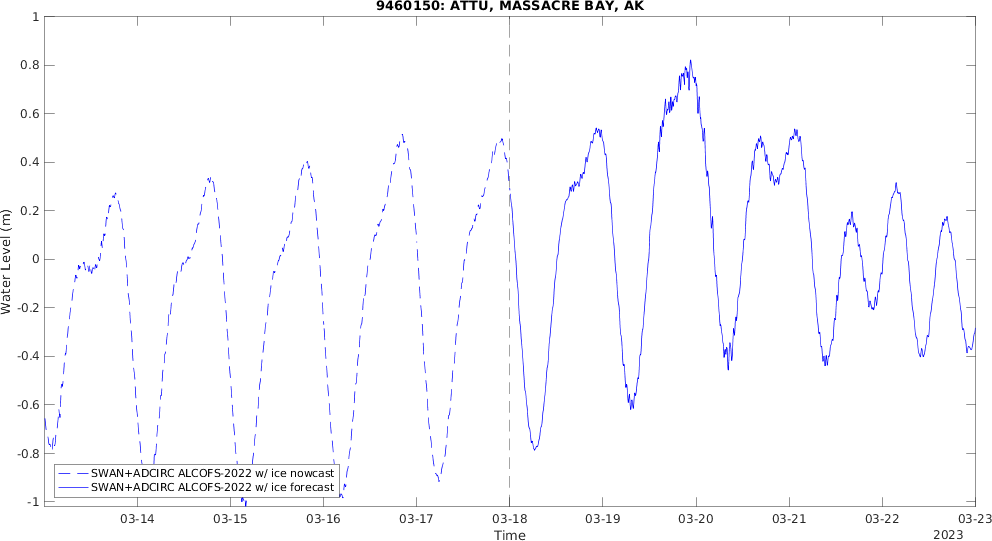 9460150: ATTU, MASSACRE BAY, AK
1
0.8
0.6
0.4
0.2
0
-0.2
-0.4
-0.6
-0.8
-1
Water Level (m)
SWAN+ADCIRC ALCOFS-2022 w/ ice nowcast
SWAN+ADCIRC ALCOFS-2022 w/ ice forecast
03-14 03-15 03-16 03-17 03-18 03-19 03-20 03-21 03-22 03-23
Time
2023